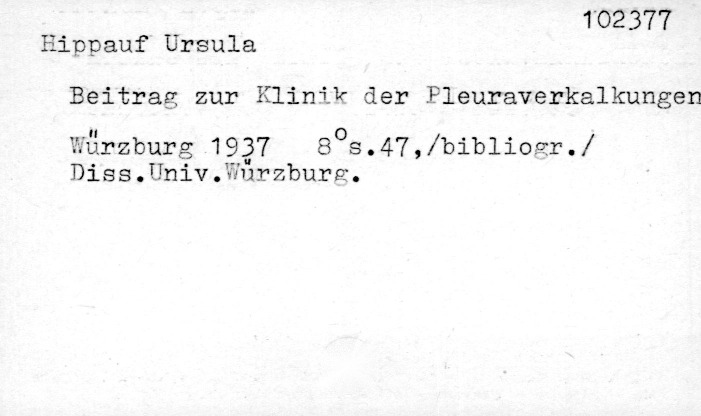 102377
Hippauf Ursula
Beitrag zur Klinik der Pleuraverkalkungen
Würzburg 1937 8°s.47,/bibliogr./
Diss.Univ.Würzburg.